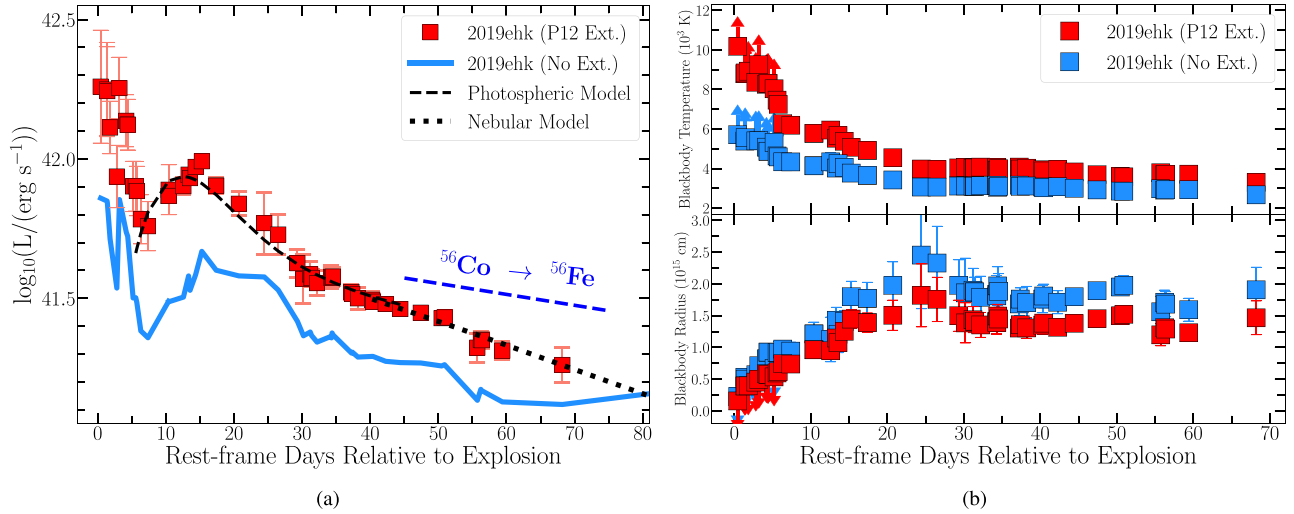 42.5
42.0
41.5
log₁₀(L/(erg s⁻¹))
2019ehk (P12 Ext.)
2019ehk (No Ext.)
Photospheric Model
Nebular Model
⁵⁶Co → ⁵⁶Fe
0 10 20 30 40 50 60 70 80
Rest-frame Days Relative to Explosion
(a)
12
10
8
6
4
2
Blackbody Temperature (10³ K)
2019ehk (P12 Ext.)
2019ehk (No Ext.)
3.0
2.5
2.0
1.5
1.0
0.5
0.0
Blackbody Radius (10¹⁵ cm)
0 10 20 30 40 50 60 70
Rest-frame Days Relative to Explosion
(b)